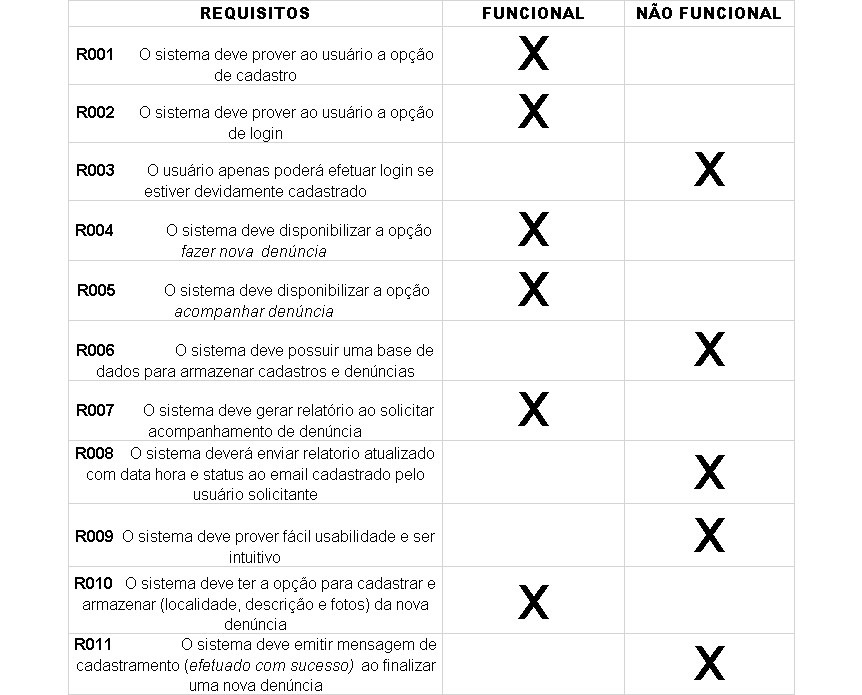 REQUISITOS FUNCIONAL NÃO FUNCIONAL
R001 O sistema deve prover ao usuário a opção X
de cadastro
R002 O sistema deve prover ao usuário a opção X
de login
R003 O usuário apenas poderá efetuar login se X
estiver devidamente cadastrado
R004 O sistema deve disponibilizar a opção X
fazer nova denúncia
R005 O sistema deve disponibilizar a opção X
acompanhar denúncia
R006 O sistema deve possuir uma base de X
dados para armazenar cadastros e denúncias
R007 O sistema deve gerar relatório ao solicitar X
acompanhamento de denúncia
R008 O sistema deverá enviar relatorio atualizado
com data hora e status ao email cadastrado pelo X
usuário solicitante
R009 O sistema deve prover fácil usabilidade e ser X
intuitivo
R010 O sistema deve ter a opção para cadastrar e
armazenar (localidade, descrição e fotos) da nova X
denúncia
R011 O sistema deve emitir mensagem de
cadastramento (efetuado com sucesso) ao finalizar X
uma nova denúncia